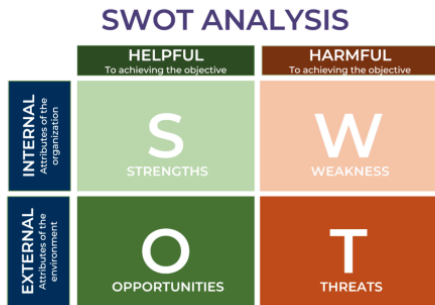 SWOT ANALYSIS
HELPFUL
To achieving the objective
HARMFUL
To achieving the objective
INTERNAL
Attributes of the
organization
S
STRENGTHS
W
WEAKNESS
EXTERNAL
Attributes of the
environment
O
OPPORTUNITIES
T
THREATS